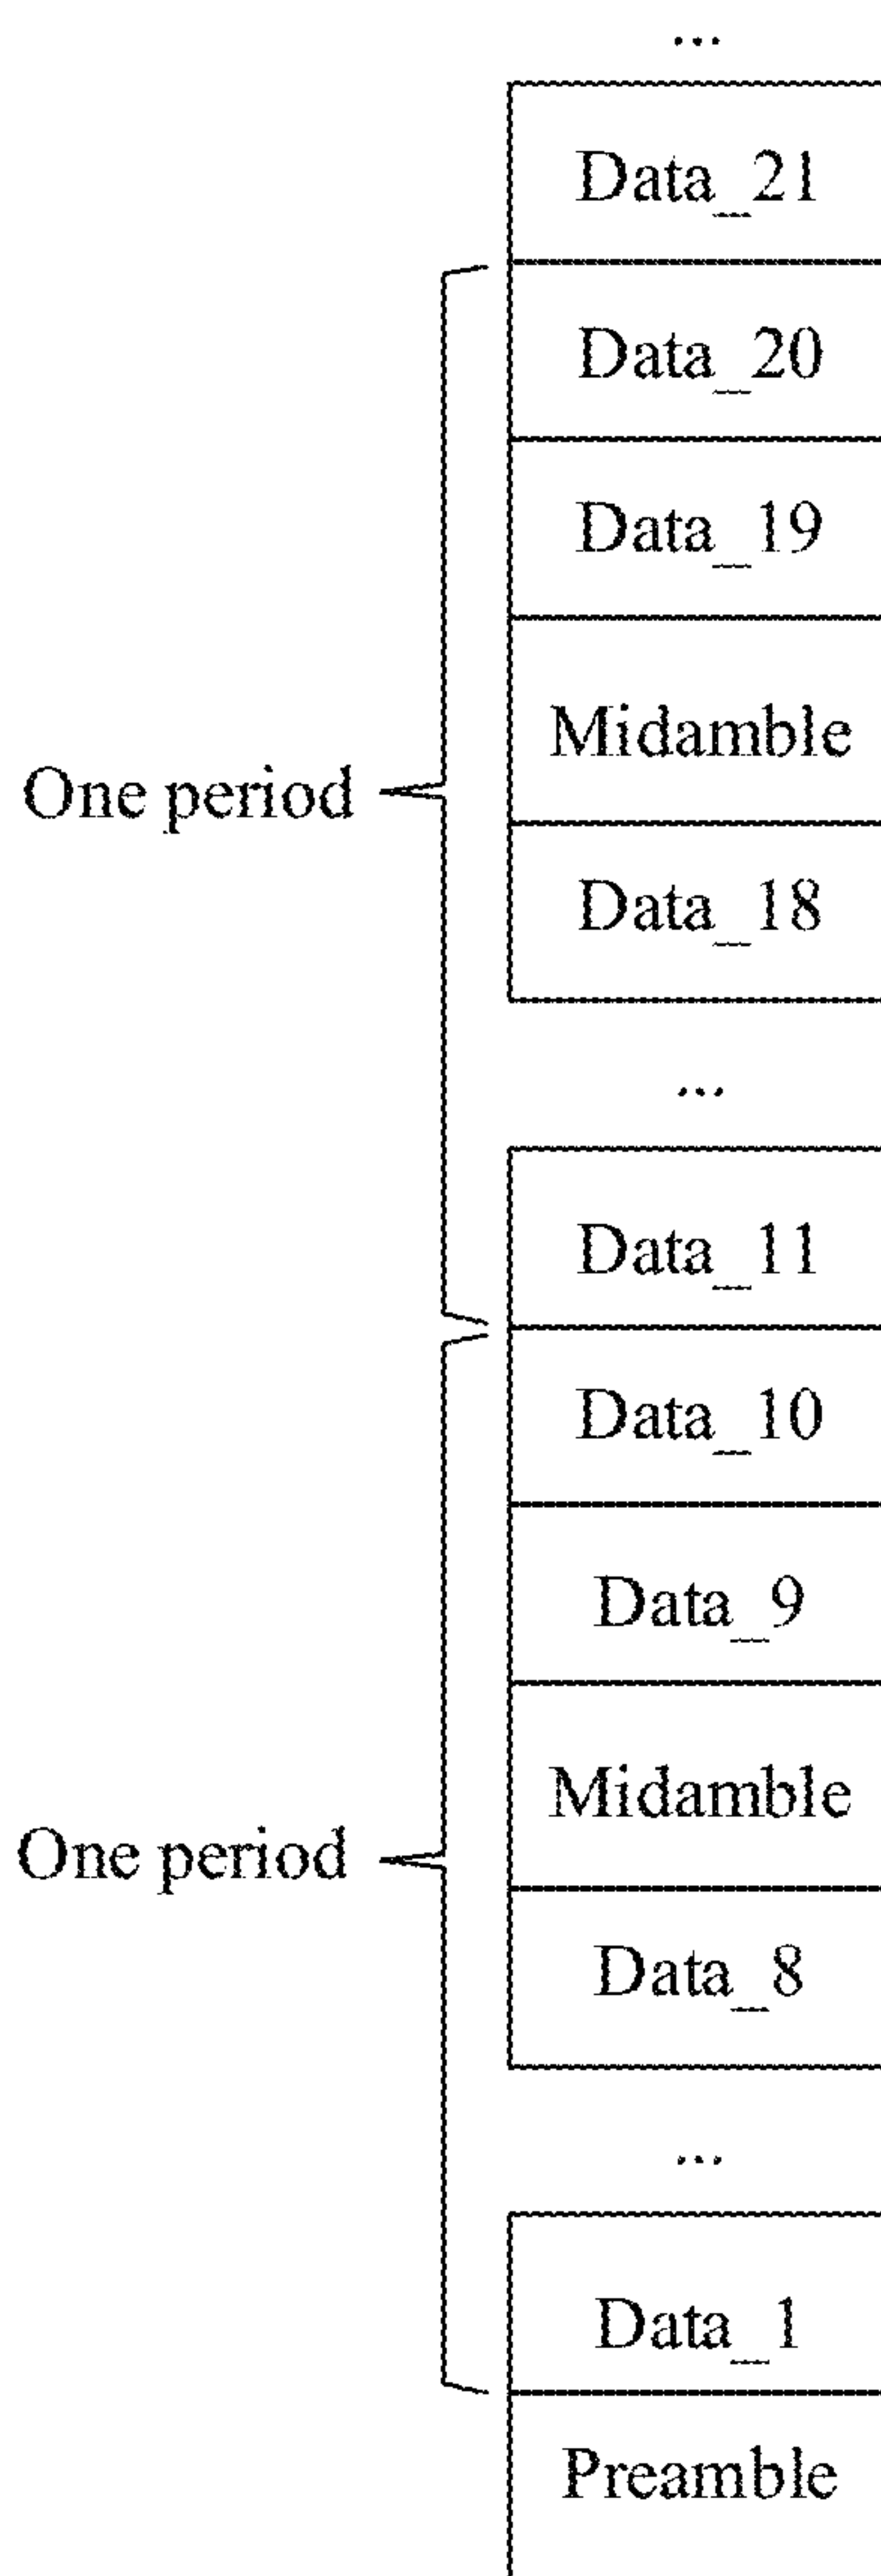 ...
Data_21
Data_20
Data_19
Midamble
One period
Data_18
...
Data_11
Data_10
Data_9
Midamble
One period
Data_8
...
Data_1
Preamble